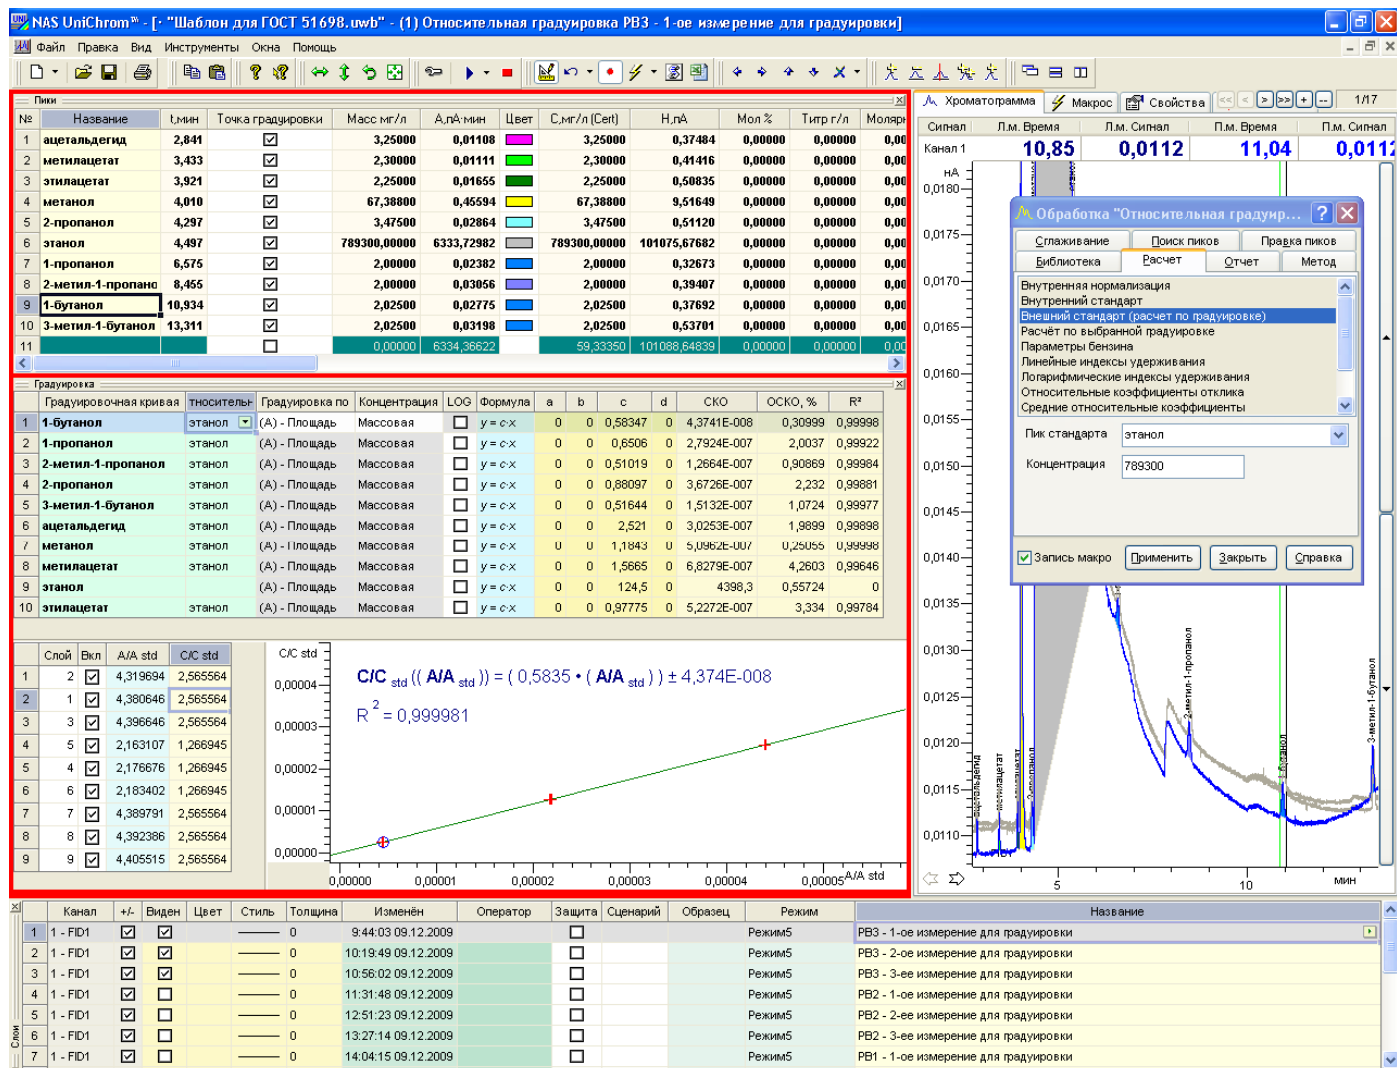 NAS UniChrom™ - [· "Шаблон для ГОСТ 51698.uwb" - (1) Относительная градуировка РВ3 - 1-ое измерение для градуировки]
Файл Правка Вид Инструменты Окна Помощь
Пики
№ Название t,мин Точка градуировки Масс мг/л A,пА·мин Цвет C,мг/л (Cert) H,пА Мол % Титр г/л Молярн
1 ацетальдегид 2,841 3,25000 0,01108 3,25000 0,37484 0,00000 0,00000 0,00
2 метилацетат 3,433 2,30000 0,01111 2,30000 0,41416 0,00000 0,00000 0,00
3 этилацетат 3,921 2,25000 0,01655 2,25000 0,50835 0,00000 0,00000 0,00
4 метанол 4,010 67,38800 0,45594 67,38800 9,51649 0,00000 0,00000 0,00
5 2-пропанол 4,297 3,47500 0,02864 3,47500 0,51120 0,00000 0,00000 0,00
6 этанол 4,497 789300,00000 6333,72982 789300,00000 101075,67682 0,00000 0,00000 0,00
7 1-пропанол 6,575 2,00000 0,02382 2,00000 0,32673 0,00000 0,00000 0,00
8 2-метил-1-пропано 8,455 2,00000 0,03056 2,00000 0,39407 0,00000 0,00000 0,00
9 1-бутанол 10,934 2,02500 0,02775 2,02500 0,37692 0,00000 0,00000 0,00
10 3-метил-1-бутанол 13,311 2,02500 0,03198 2,02500 0,53701 0,00000 0,00000 0,00
11 0,00000 6334,36622 59,33350 101088,64839 0,00000 0,00000 0,00
Градуировка
Градуировочная кривая тносительн Градуировка по Концентрация LOG Формула a b c d СКО ОСКО, % R²
1 1-бутанол этанол (A) - Площадь Массовая y = c·x 0 0 0,58347 0 4,3741E-008 0,30999 0,99998
2 1-пропанол этанол (A) - Площадь Массовая y = c·x 0 0 0,6506 0 2,7924E-007 2,0037 0,99922
3 2-метил-1-пропанол этанол (A) - Площадь Массовая y = c·x 0 0 0,51019 0 1,2664E-007 0,90869 0,99984
4 2-пропанол этанол (A) - Площадь Массовая y = c·x 0 0 0,88097 0 3,6726E-007 2,232 0,99881
5 3-метил-1-бутанол этанол (A) - Площадь Массовая y = c·x 0 0 0,51644 0 1,5132E-007 1,0724 0,99977
6 ацетальдегид этанол (A) - Площадь Массовая y = c·x 0 0 2,521 0 3,0253E-007 1,9899 0,99898
7 метанол этанол (A) - Площадь Массовая y = c·x 0 0 1,1843 0 5,0962E-007 0,25055 0,99998
8 метилацетат этанол (A) - Площадь Массовая y = c·x 0 0 1,5665 0 6,8279E-007 4,2603 0,99646
9 этанол (A) - Площадь Массовая y = c·x 0 0 124,5 0 4398,3 0,55724 0
10 этилацетат этанол (A) - Площадь Массовая y = c·x 0 0 0,97775 0 5,2272E-007 3,334 0,99784
Слой Вкл A/A std C/C std
1 2 4,319694 2,565564
2 1 4,380646 2,565564
3 3 4,396646 2,565564
4 5 2,163107 1,266945
5 4 2,176676 1,266945
6 6 2,183402 1,266945
7 7 4,389791 2,565564
8 8 4,392386 2,565564
9 9 4,405515 2,565564
C/C std
C/C std (( A/A std )) = ( 0,5835 • ( A/A std ) ) ± 4,374E-008
R² = 0,999981
0,00004
0,00003
0,00002
0,00001
0,00000
0,00000 0,00001 0,00002 0,00003 0,00004 0,00005 A/A std
Хроматограмма Макрос Свойства 1/17
Сигнал Л.м. Время Л.м. Сигнал П.м. Время П.м. Сигнал
Канал 1 10,85 0,0112 11,04 0,0112
нА
0,0180
0,0175
0,0170
0,0165
0,0160
0,0155
0,0150
0,0145
0,0140
0,0135
0,0130
0,0125
0,0120
0,0115
0,0110
ацетальдегид
метилацетат
2-пропанол
2-метил-1-пропанол
1-бутанол
3-метил-1-бутанол
5 10 мин
Обработка "Относительная градуир...
Сглаживание Поиск пиков Правка пиков
Библиотека Расчет Отчет Метод
Внутренняя нормализация
Внутренний стандарт
Внешний стандарт (расчет по градуировке)
Расчёт по выбранной градуировке
Параметры бензина
Линейные индексы удерживания
Логарифмические индексы удерживания
Относительные коэффициенты отклика
Средние относительные коэффициенты
Пик стандарта этанол
Концентрация 789300
Запись макро Применить Закрыть Справка
Слои
Канал +/- Виден Цвет Стиль Толщина Изменён Оператор Защита Сценарий Образец Режим Название
1 1 - FID1 0 9:44:03 09.12.2009 Режим5 РВ3 - 1-ое измерение для градуировки
2 1 - FID1 0 10:19:49 09.12.2009 Режим5 РВ3 - 2-ое измерение для градуировки
3 1 - FID1 0 10:56:02 09.12.2009 Режим5 РВ3 - 3-ее измерение для градуировки
4 1 - FID1 0 11:31:48 09.12.2009 Режим5 РВ2 - 1-ое измерение для градуировки
5 1 - FID1 0 12:51:23 09.12.2009 Режим5 РВ2 - 2-ее измерение для градуировки
6 1 - FID1 0 13:27:14 09.12.2009 Режим5 РВ2 - 3-ее измерение для градуировки
7 1 - FID1 0 14:04:15 09.12.2009 Режим5 РВ1 - 1-ое измерение для градуировки